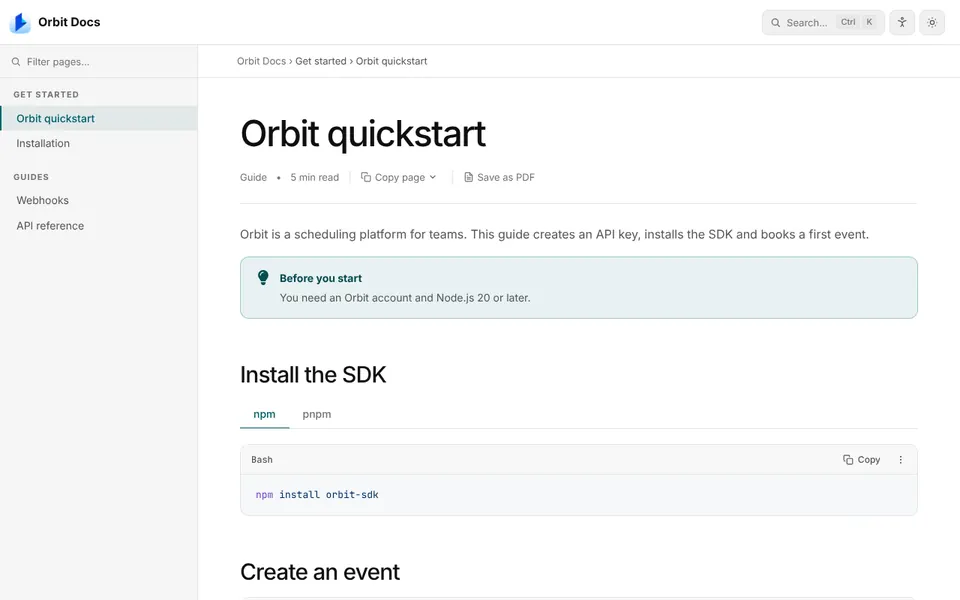 Orbit Docs
Search... Ctrl K
Filter pages...
Orbit Docs › Get started › Orbit quickstart
GET STARTED
Orbit quickstart
Installation
GUIDES
Webhooks
API reference
Orbit quickstart
Guide • 5 min read Copy page Save as PDF
Orbit is a scheduling platform for teams. This guide creates an API key, installs the SDK and books a first event.
Before you start
You need an Orbit account and Node.js 20 or later.
Install the SDK
npm pnpm
Bash Copy
npm install orbit-sdk
Create an event